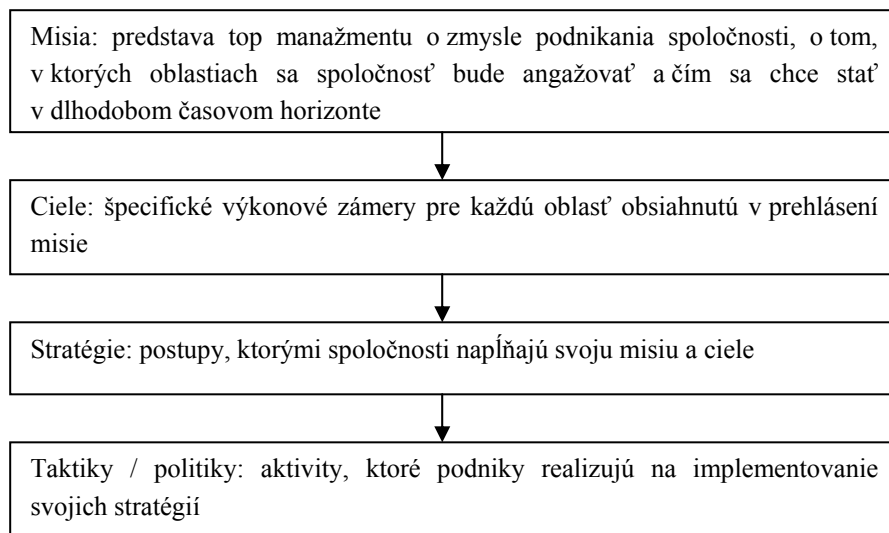 Misia: predstava top manažmentu o zmysle podnikania spoločnosti, o tom,
v ktorých oblastiach sa spoločnosť bude angažovať a čím sa chce stať
v dlhodobom časovom horizonte
Ciele: špecifické výkonové zámery pre každú oblasť obsiahnutú v prehlásení
misie
Stratégie: postupy, ktorými spoločnosti napĺňajú svoju misiu a ciele
Taktiky / politiky: aktivity, ktoré podniky realizujú na implementovanie
svojich stratégií